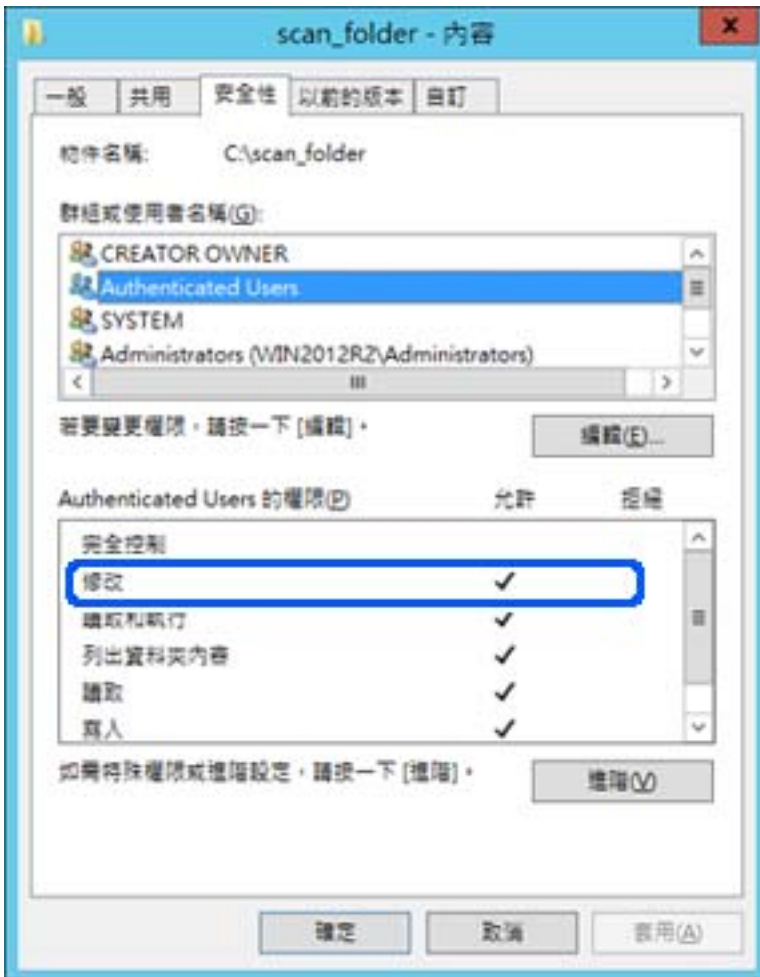 scan_folder - 內容
一般 共用 安全性 以前的版本 自訂
物件名稱: C:\scan_folder
群組或使用者名稱(G):
CREATOR OWNER
Authenticated Users
SYSTEM
Administrators (WIN2012R2\Administrators)
若要變更權限，請按一下 [編輯]。 編輯(E)...
Authenticated Users 的權限(P) 允許 拒絕
完全控制
修改
讀取和執行
列出資料夾內容
讀取
寫入
如需特殊權限或進階設定，請按一下 [進階]。 進階(V)
確定 取消 套用(A)